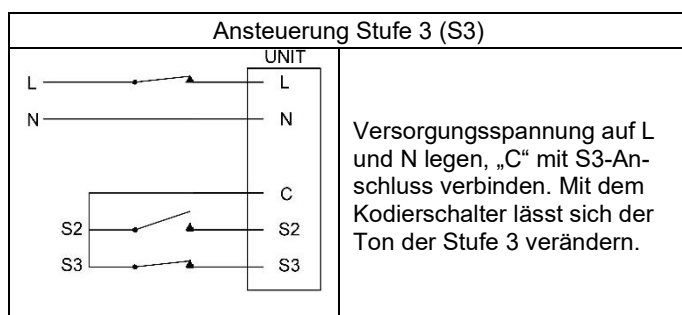 Ansteuerung Stufe 3 (S3)
UNIT
L L
N N
C
S2 S2
S3 S3
Versorgungsspannung auf L
und N legen, „C“ mit S3-An-
schluss verbinden. Mit dem
Kodierschalter lässt sich der
Ton der Stufe 3 verändern.